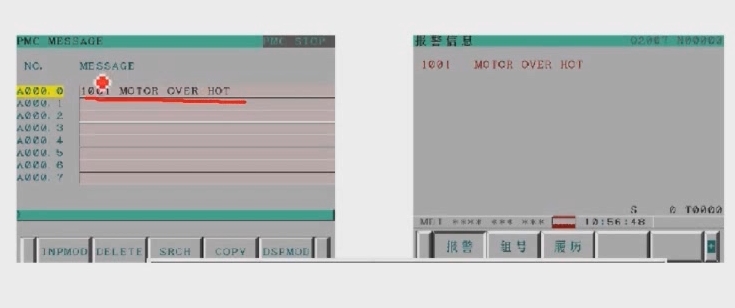 PMC MESSAGE PMC STOP
NO. MESSAGE
A000.0 1001 MOTOR OVER HOT
A000.1
A000.2
A000.3
A000.4
A000.5
A000.6
A000.7
INPMOD DELETE SRCH COPY DSPMOD
报警信息
1001 MOTOR OVER HOT
S 0 T0000
10:56:48
报警 组号 履历